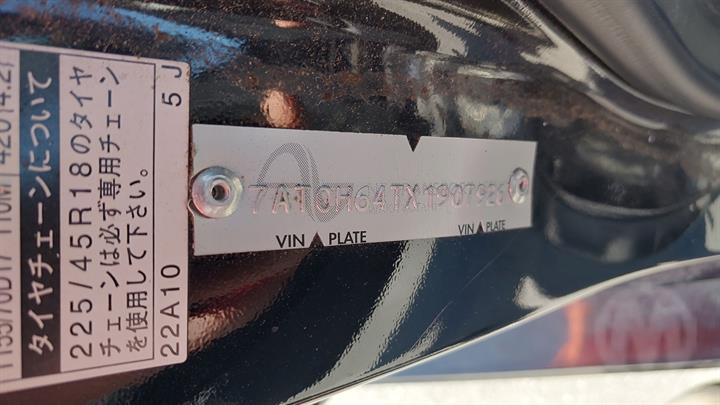 タイヤチェーンについて
225/45R18のタイヤ
チェーンは必ず専用チェーン
を使用して下さい。
22A10 5J
7AT0H64TX190792
VIN PLATE
VIN PLATE
M